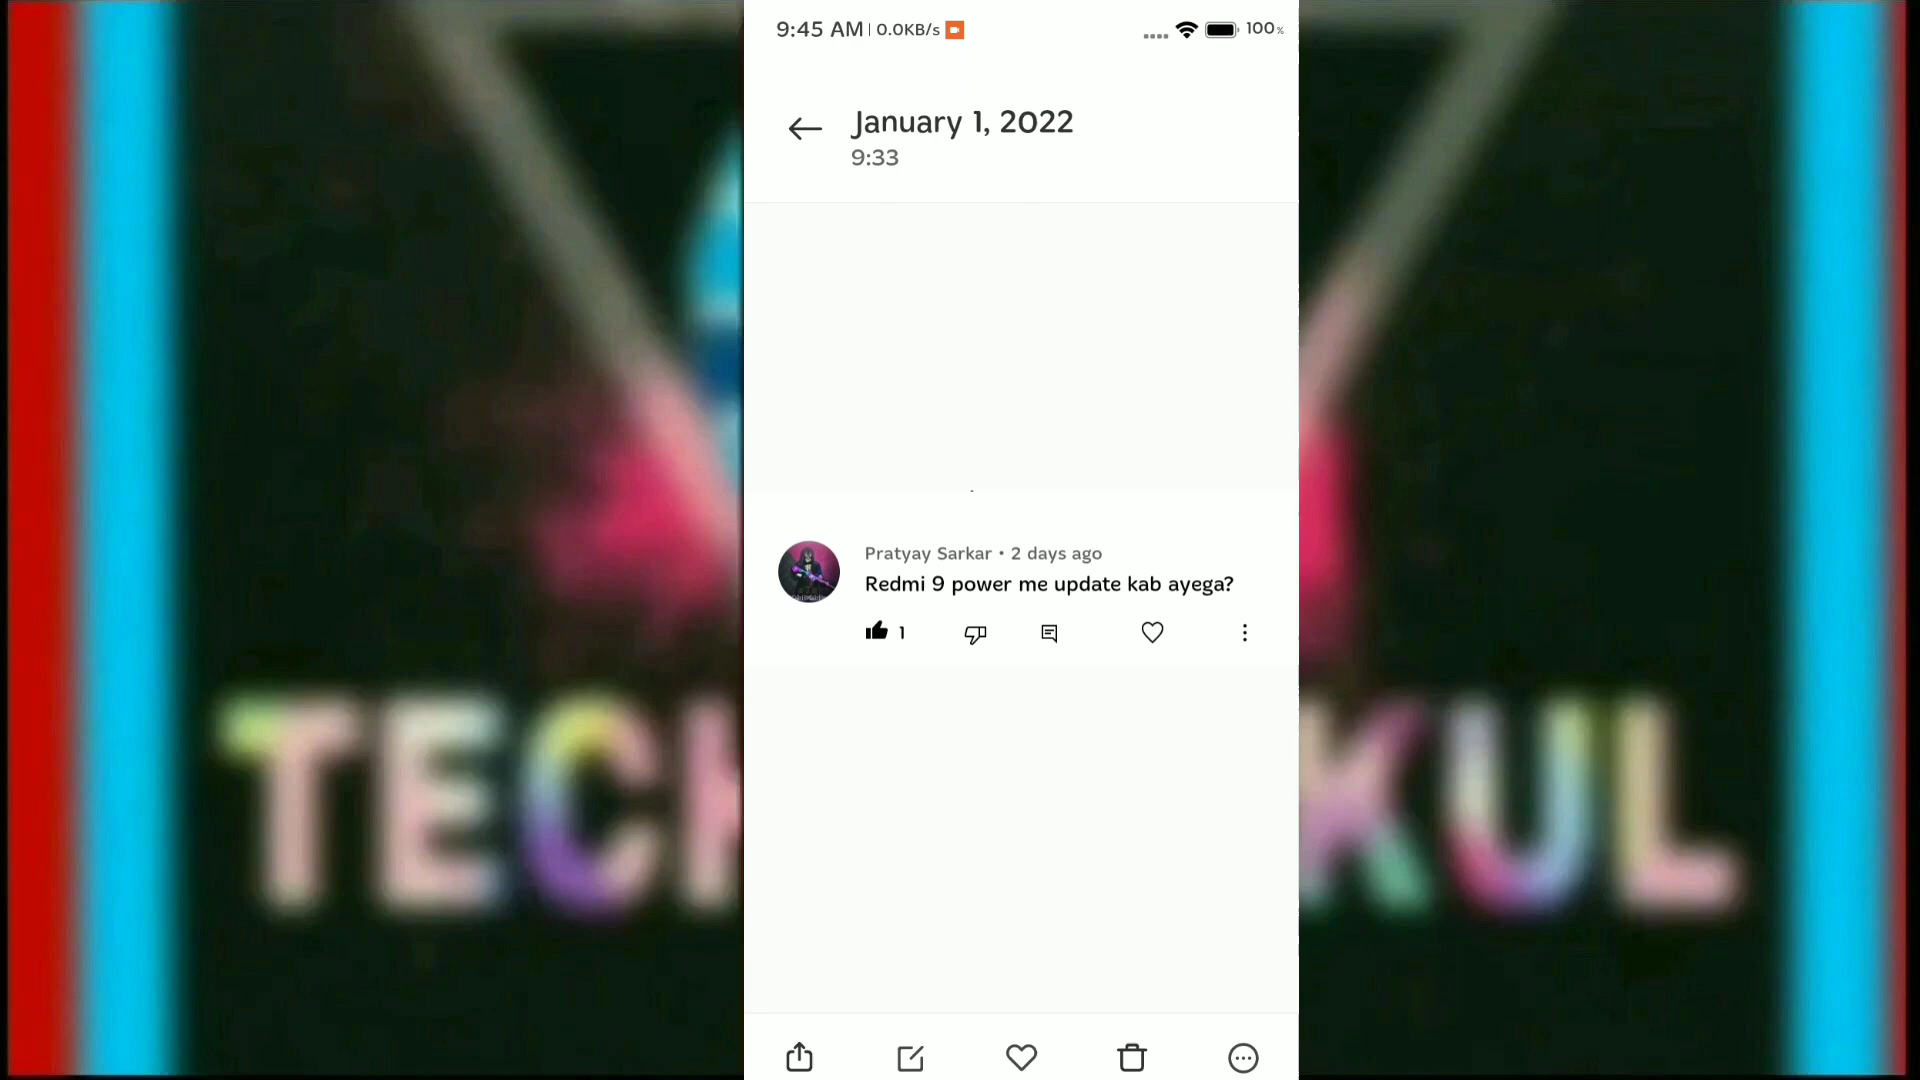 9:45 AM 0.0KB/s
100%
January 1, 2022
9:33
Pratyay Sarkar • 2 days ago
Redmi 9 power me update kab ayega?
1
TECH
KUL